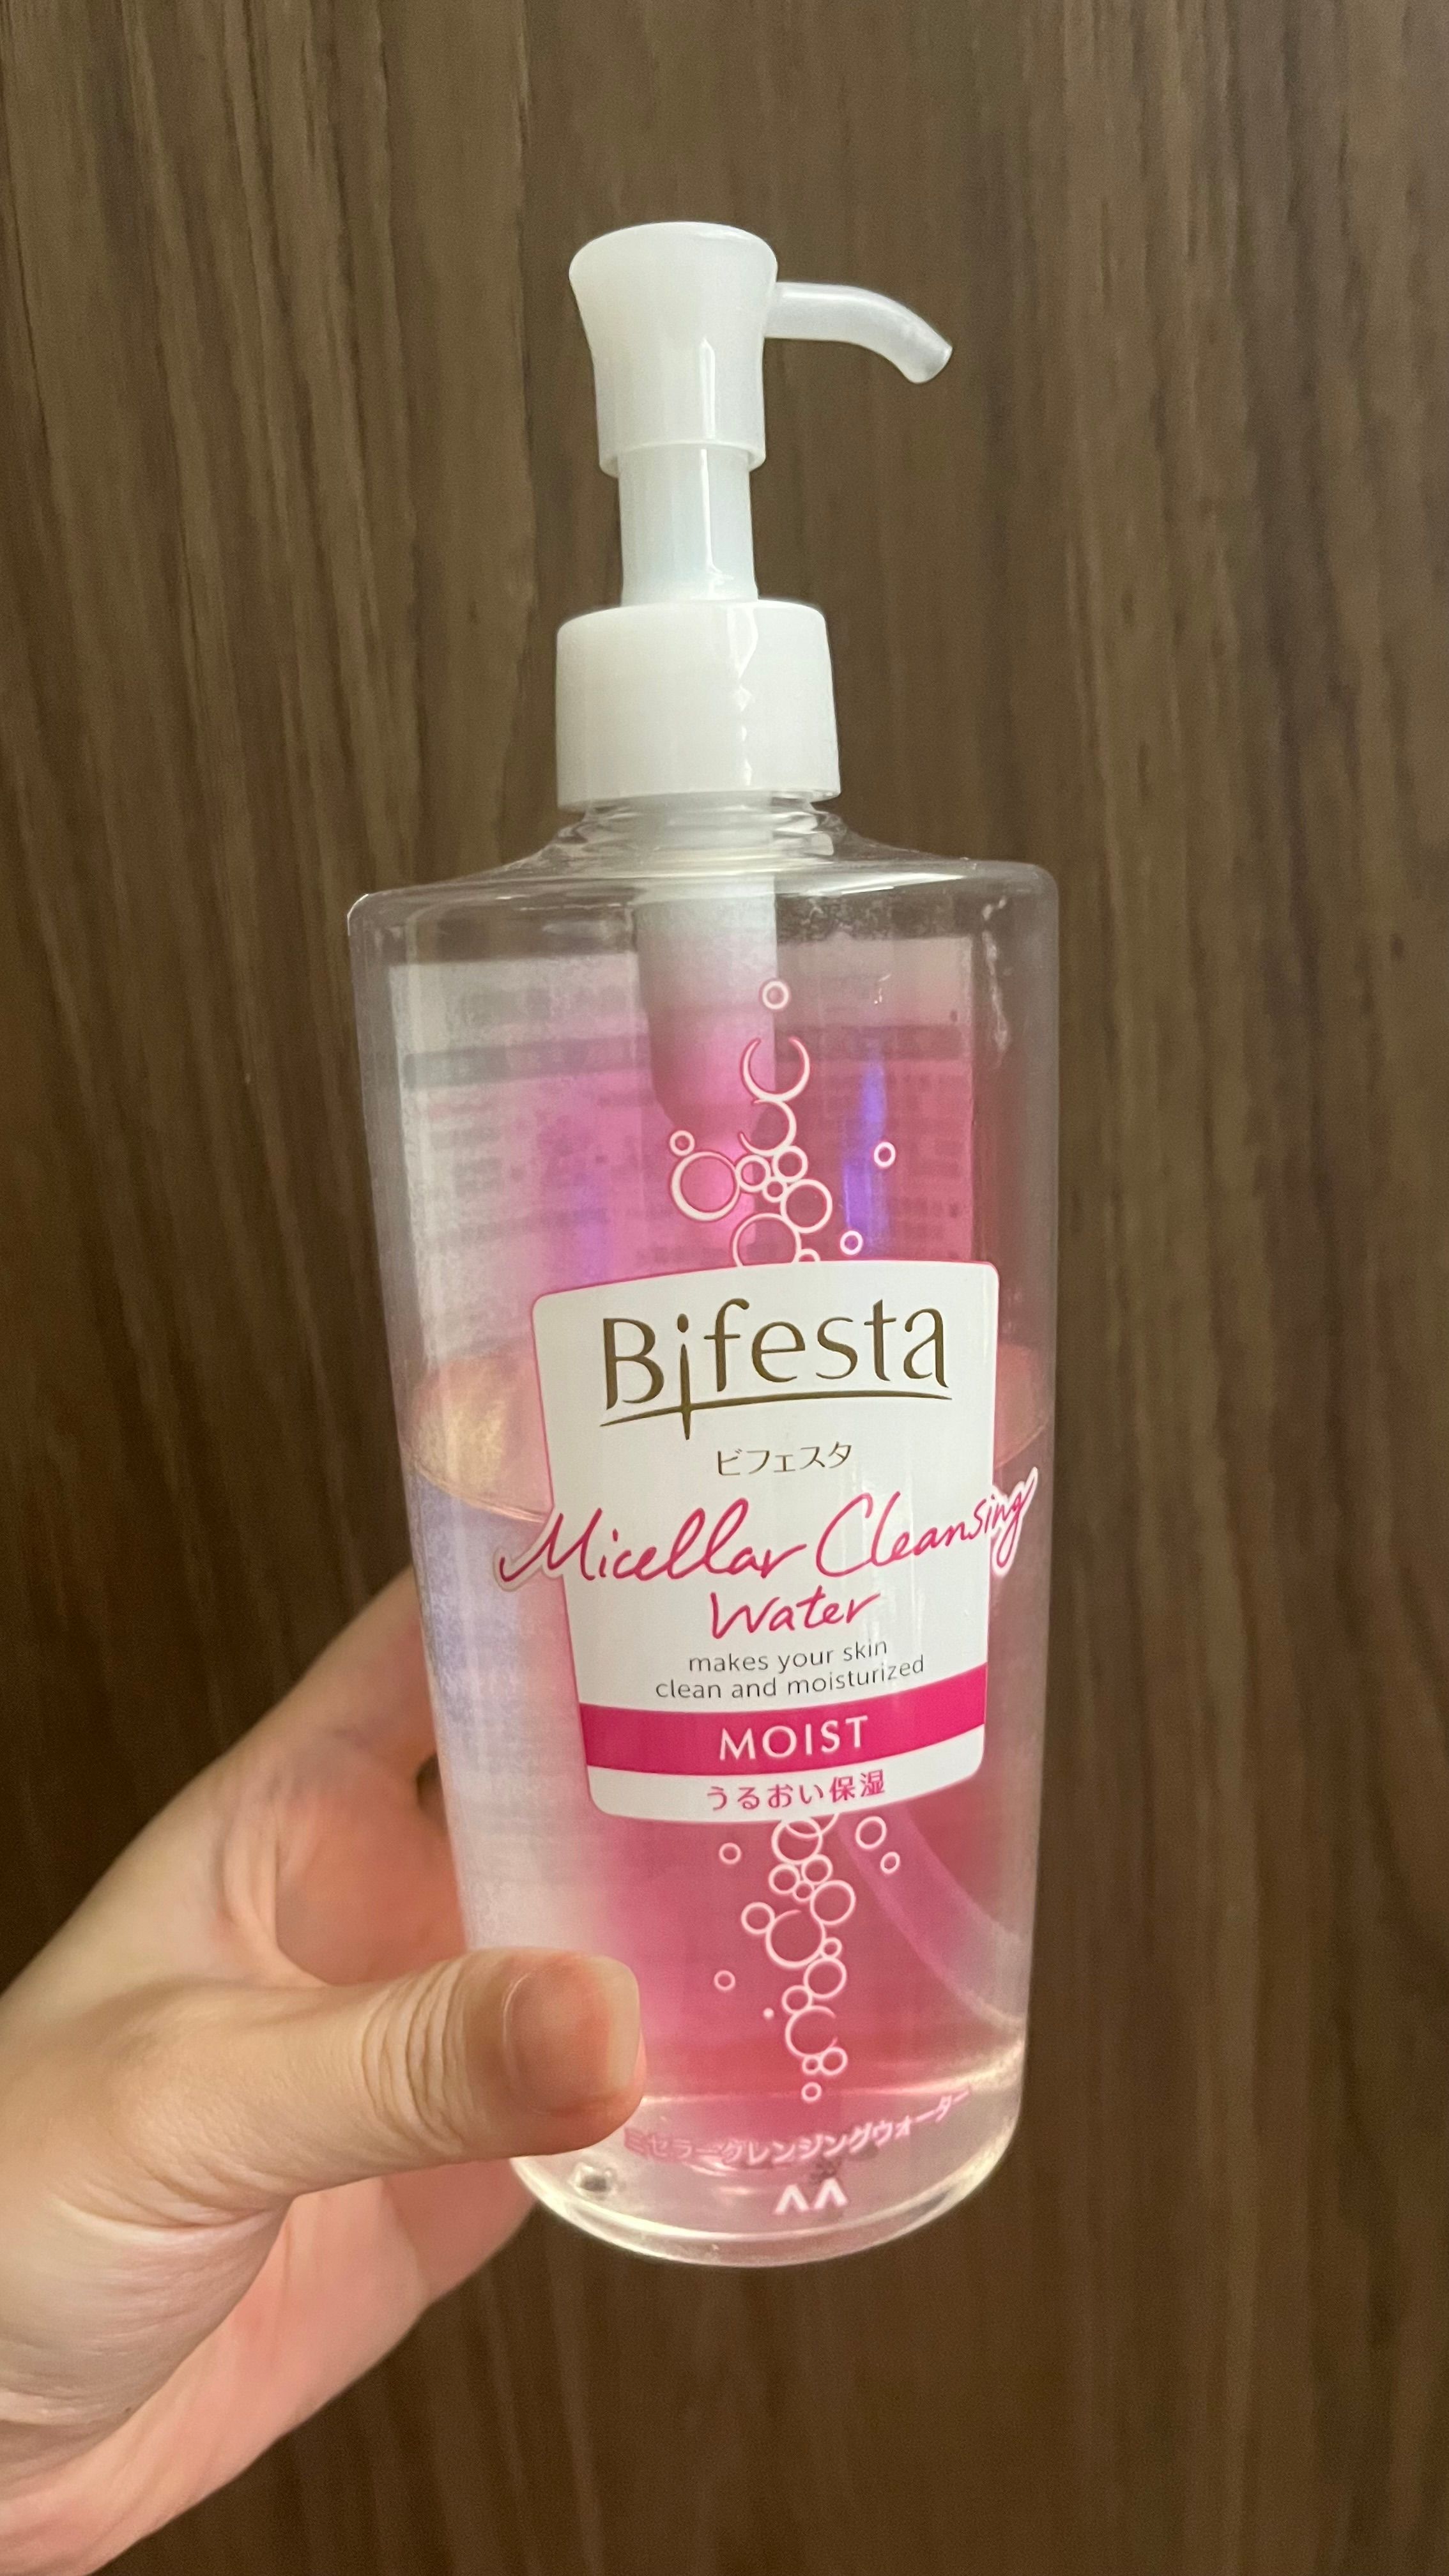 Bifesta
ビフェスタ
Micellar Cleansing
Water
makes your skin
clean and moisturized
MOIST
うるおい保湿
ミセラークレンジングウォーター